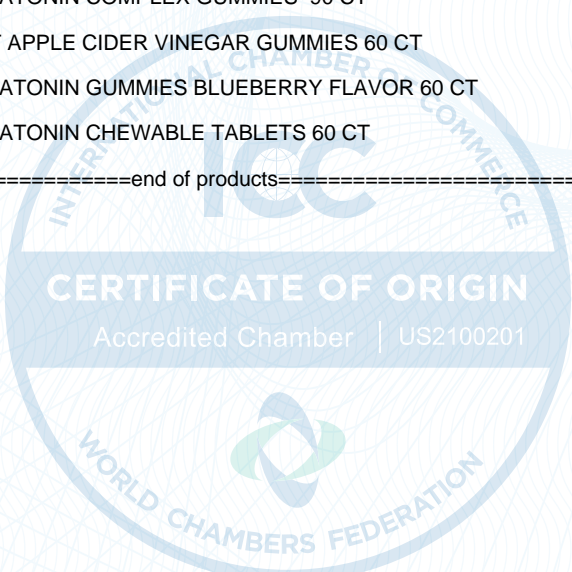 ATONIN COMPLEX GUMMIES 90 CT
APPLE CIDER VINEGAR GUMMIES 60 CT
ATONIN GUMMIES BLUEBERRY FLAVOR 60 CT
ATONIN CHEWABLE TABLETS 60 CT
===========end of products========================
INTERNATIONAL CHAMBER OF COMMERCE
ICC
CERTIFICATE OF ORIGIN
Accredited Chamber | US2100201
WORLD CHAMBERS FEDERATION